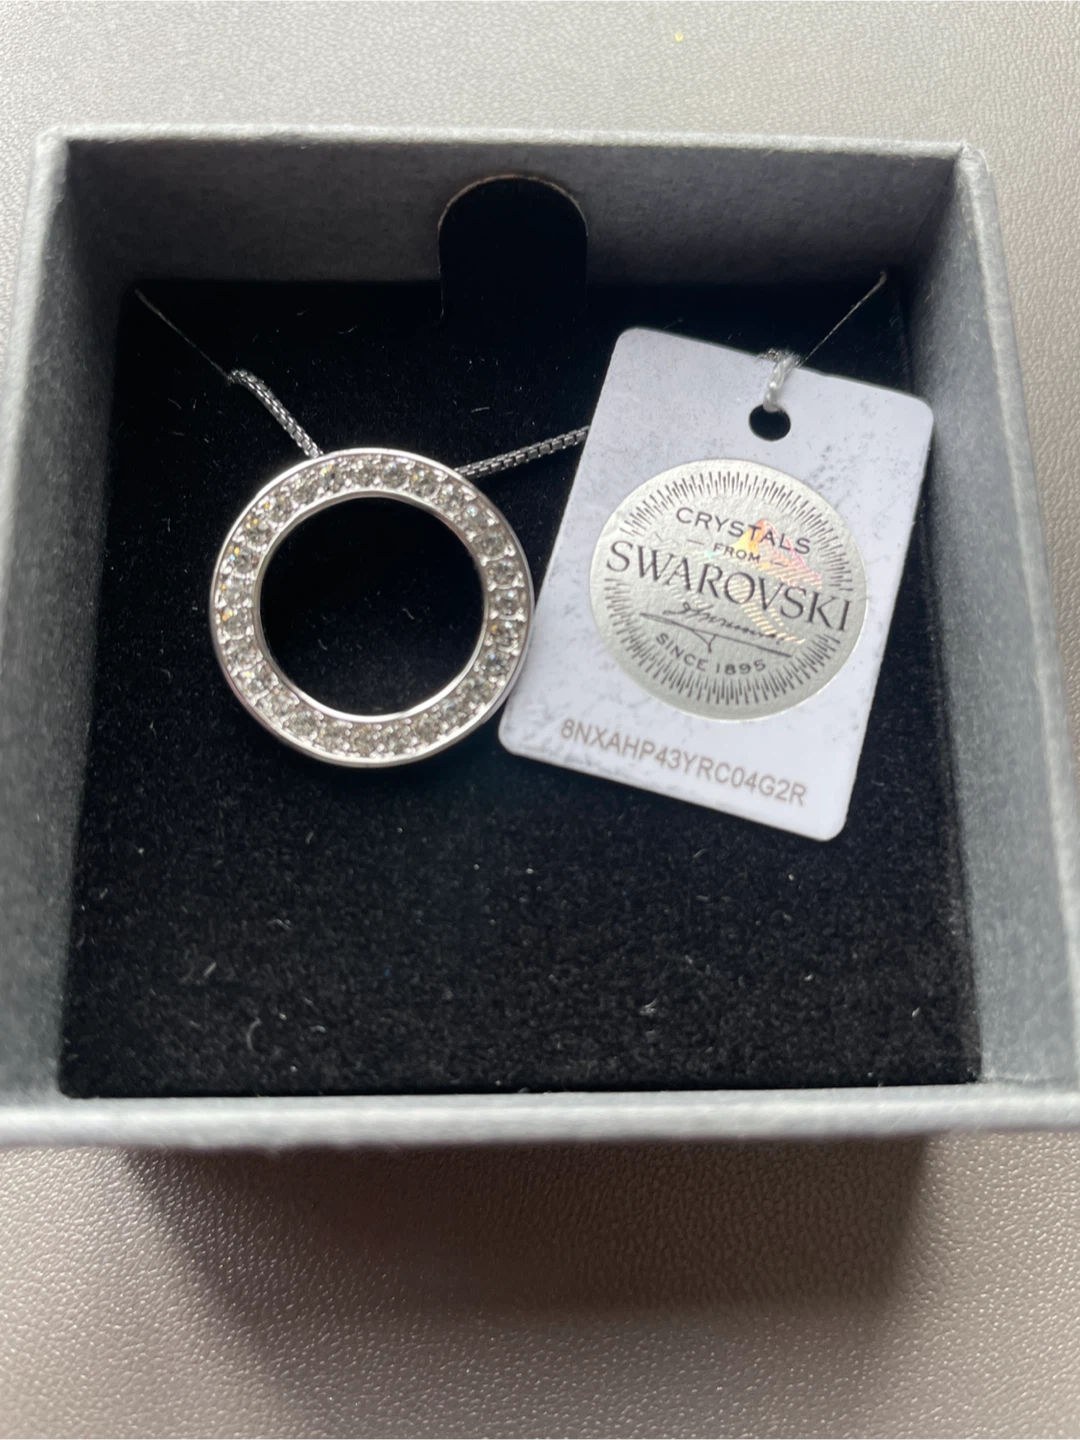 CRYSTALS
FROM
SWAROVSKI
SINCE 1895
8NXAHP43YRC04G2R